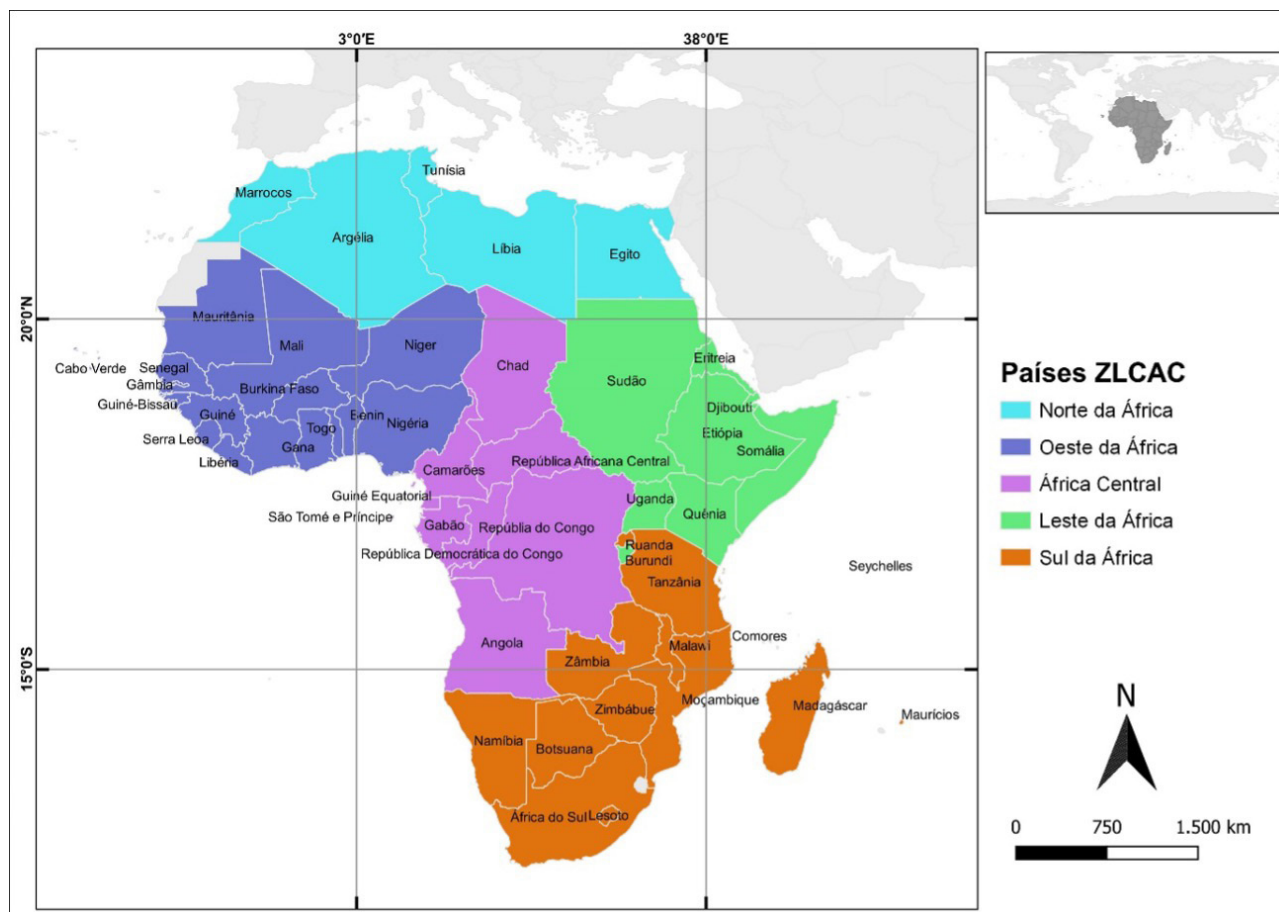 3°0′E
38°0′E
20°0′N
15°0′S
Tunísia
Marrocos
Argélia
Líbia
Egito
Mauritânia
Mali
Niger
Chad
Sudão
Eritreia
Cabo Verde
Senegal
Gâmbia
Burkina Faso
Guiné-Bissau
Guiné
Benin
Togo
Nigéria
Djibouti
Etiópia
Somália
Serra Leoa
Gana
Libéria
Camarões
República Africana Central
Guiné Equatorial
Uganda
São Tomé e Príncipe
Gabão
Repúblia do Congo
Quênia
República Democrática do Congo
Ruanda
Burundi
Tanzânia
Seychelles
Angola
Zâmbia
Malawi
Comores
Moçambique
Madagáscar
Maurícios
Zimbábue
Namíbia
Botsuana
África do Sul
Lesoto
Países ZLCAC
Norte da África
Oeste da África
África Central
Leste da África
Sul da África
N
0 750 1.500 km